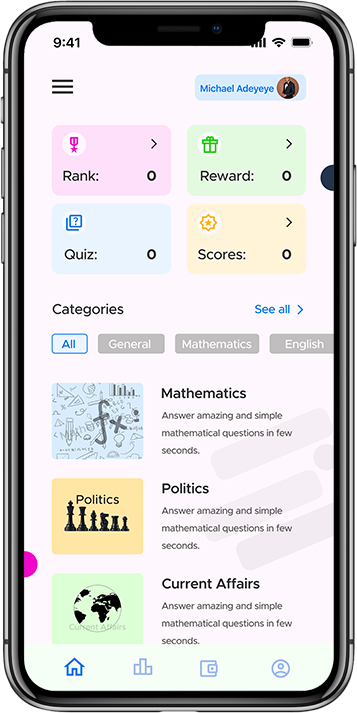 9:41
Michael Adeyeye
Rank: 0
Reward: 0
Quiz: 0
Scores: 0
Categories
See all
All
General
Mathematics
English
fx
Mathematics
Answer amazing and simple
mathematical questions in few
seconds.
Politics
Politics
Answer amazing and simple
mathematical questions in few
seconds.
Current Affairs
Current Affairs
Answer amazing and simple
mathematical questions in few
seconds.